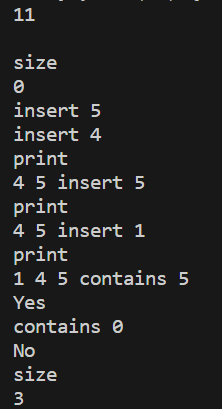 11

size
0
insert 5
insert 4
print
4 5 insert 5
print
4 5 insert 1
print
1 4 5 contains 5
Yes
contains 0
No
size
3